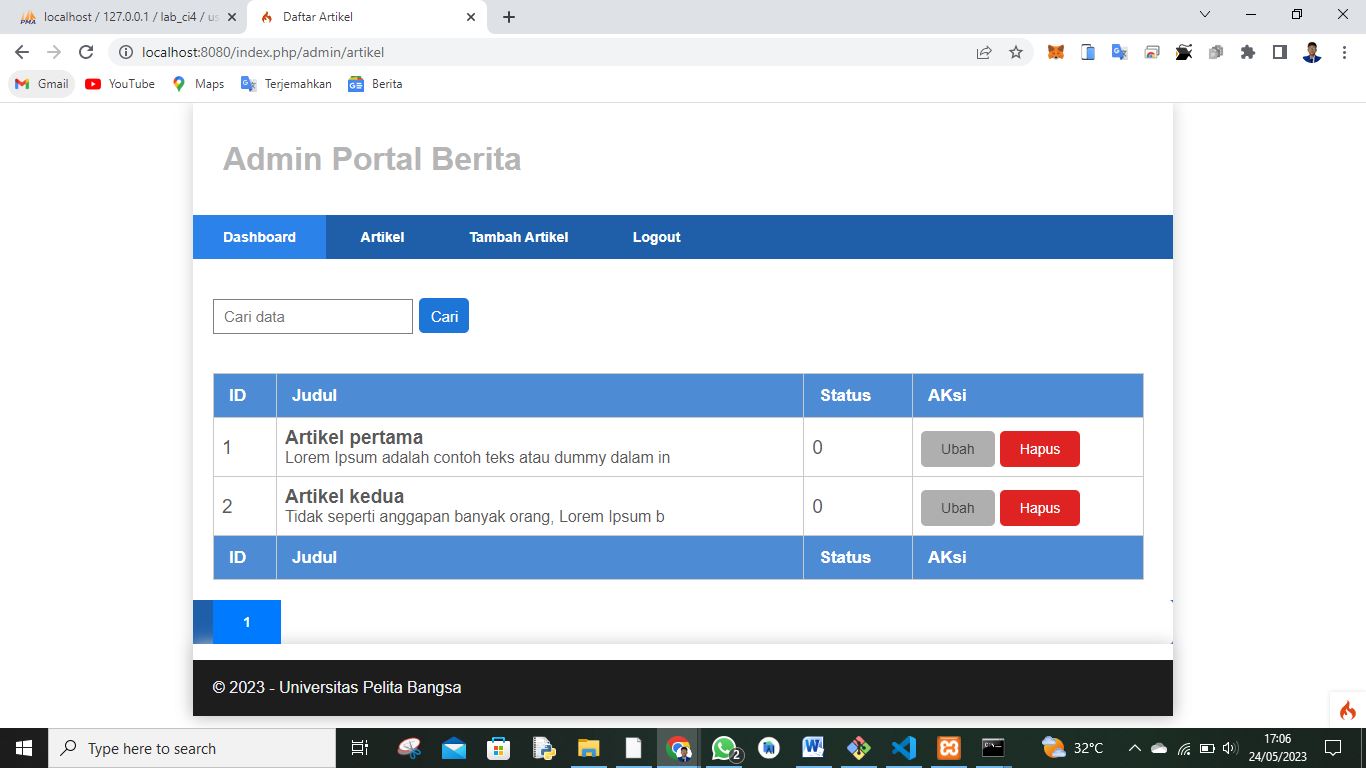 localhost / 127.0.0.1 / lab_ci4 / us
Daftar Artikel
localhost:8080/index.php/admin/artikel
Gmail YouTube Maps Terjemahkan Berita
Admin Portal Berita
Dashboard Artikel Tambah Artikel Logout
Cari data Cari
ID Judul Status AKsi
1 Artikel pertama 0 Ubah Hapus
Lorem Ipsum adalah contoh teks atau dummy dalam in
2 Artikel kedua 0 Ubah Hapus
Tidak seperti anggapan banyak orang, Lorem Ipsum b
ID Judul Status AKsi
1
© 2023 - Universitas Pelita Bangsa
Type here to search
2
32°C
17:06
24/05/2023